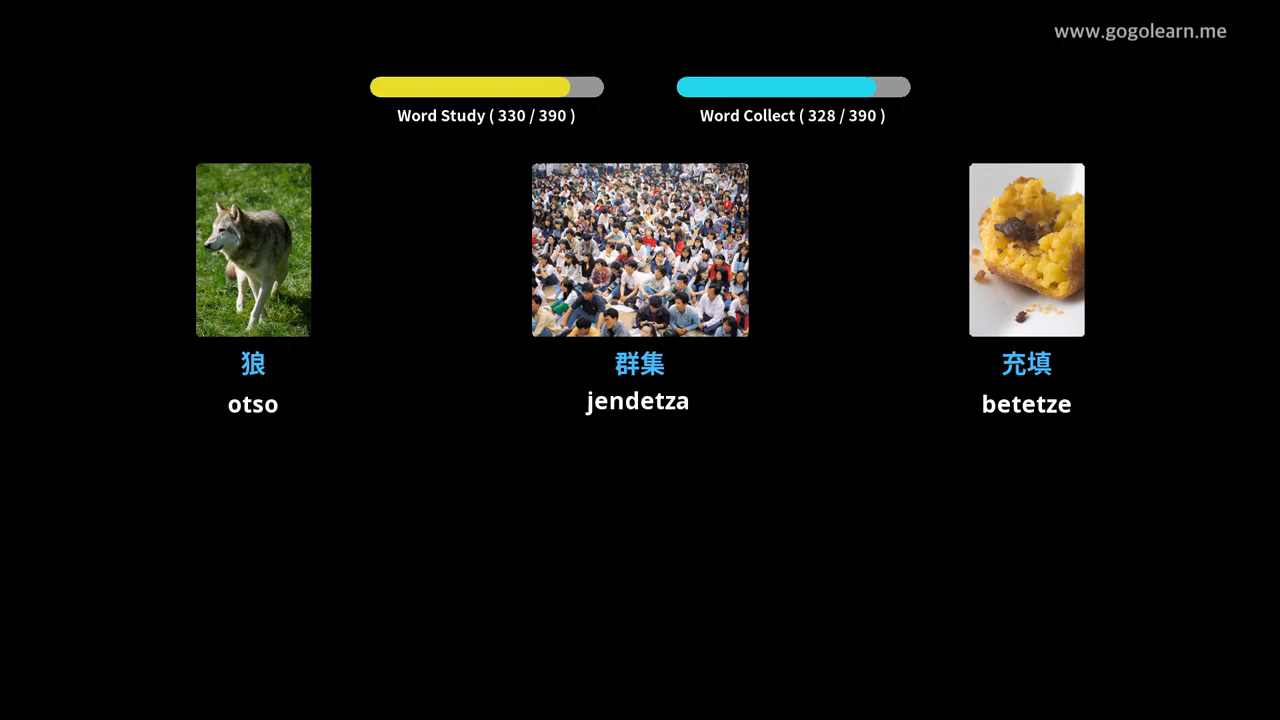 www.gogolearn.me
Word Study ( 330 / 390 )
Word Collect ( 328 / 390 )
狼
群集
充填
otso
jendetza
betetze